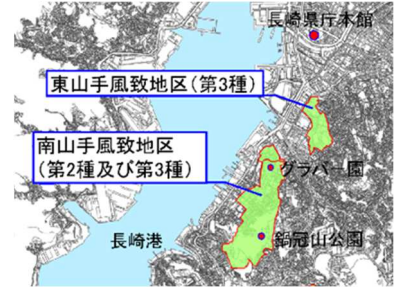 長崎県庁本館
東山手風致地区(第3種)
南山手風致地区
(第2種及び第3種)
グラバー園
長崎港
鍋冠山公園